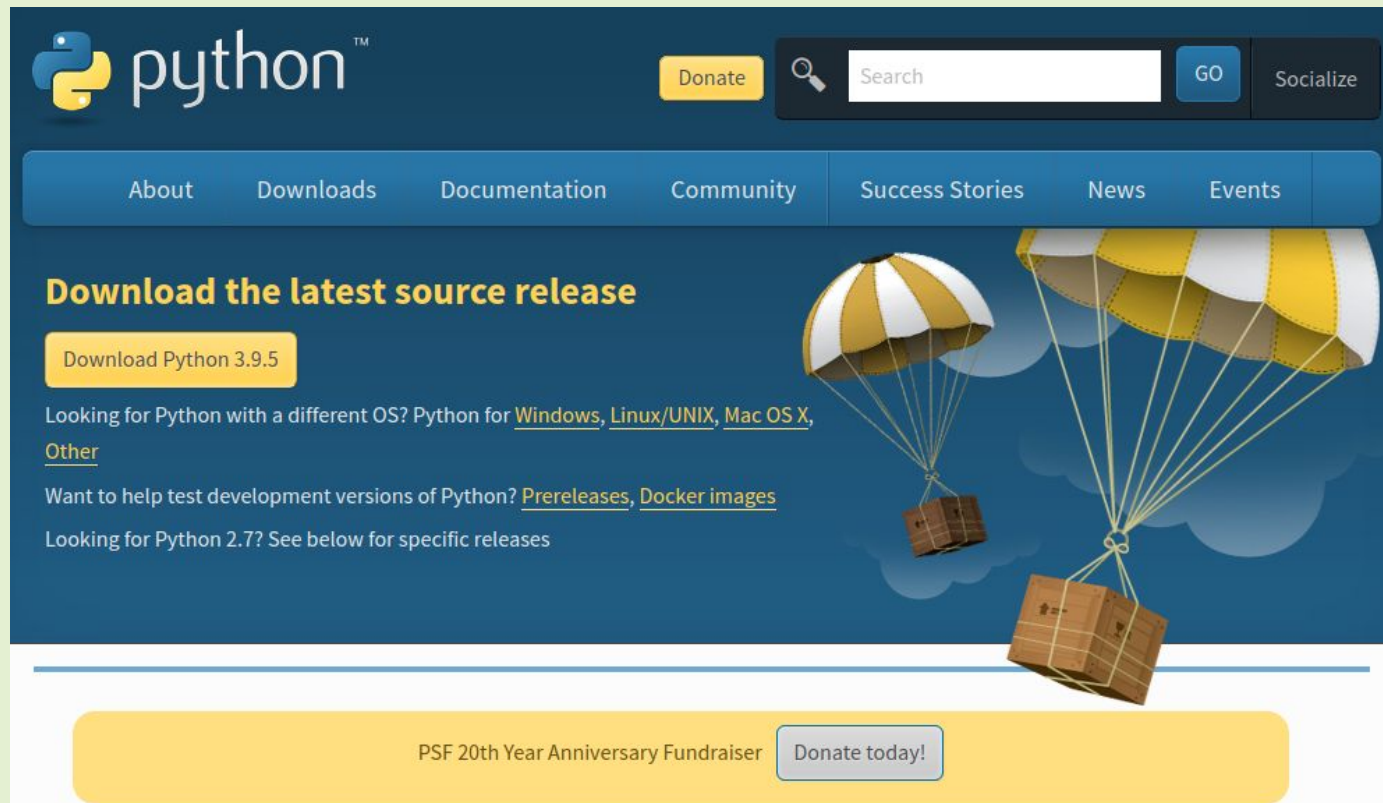 python™
Donate
Search
GO
Socialize
About
Downloads
Documentation
Community
Success Stories
News
Events
Download the latest source release
Download Python 3.9.5
Looking for Python with a different OS? Python for Windows, Linux/UNIX, Mac OS X,
Other
Want to help test development versions of Python? Prereleases, Docker images
Looking for Python 2.7? See below for specific releases
PSF 20th Year Anniversary Fundraiser
Donate today!